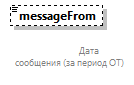 messageFrom
Дата
сообщения (за период ОТ)